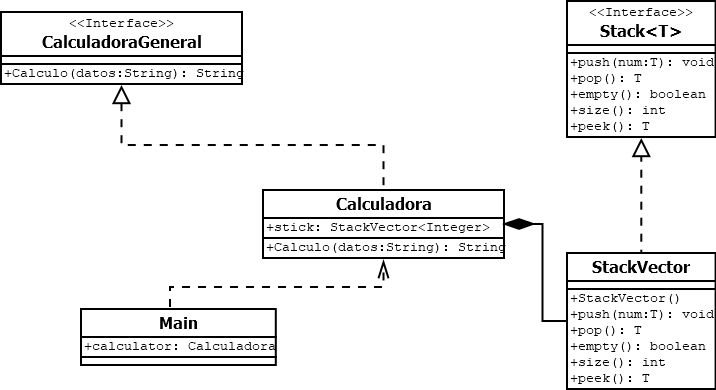 <<Interface>>
CalculadoraGeneral
+Calculo(datos:String): String
<<Interface>>
Stack<T>
+push(num:T): void
+pop(): T
+empty(): boolean
+size(): int
+peek(): T
Calculadora
+stick: StackVector<Integer>
+Calculo(datos:String): String
Main
+calculator: Calculadora
StackVector
+StackVector()
+push(num:T): void
+pop(): T
+empty(): boolean
+size(): int
+peek(): T